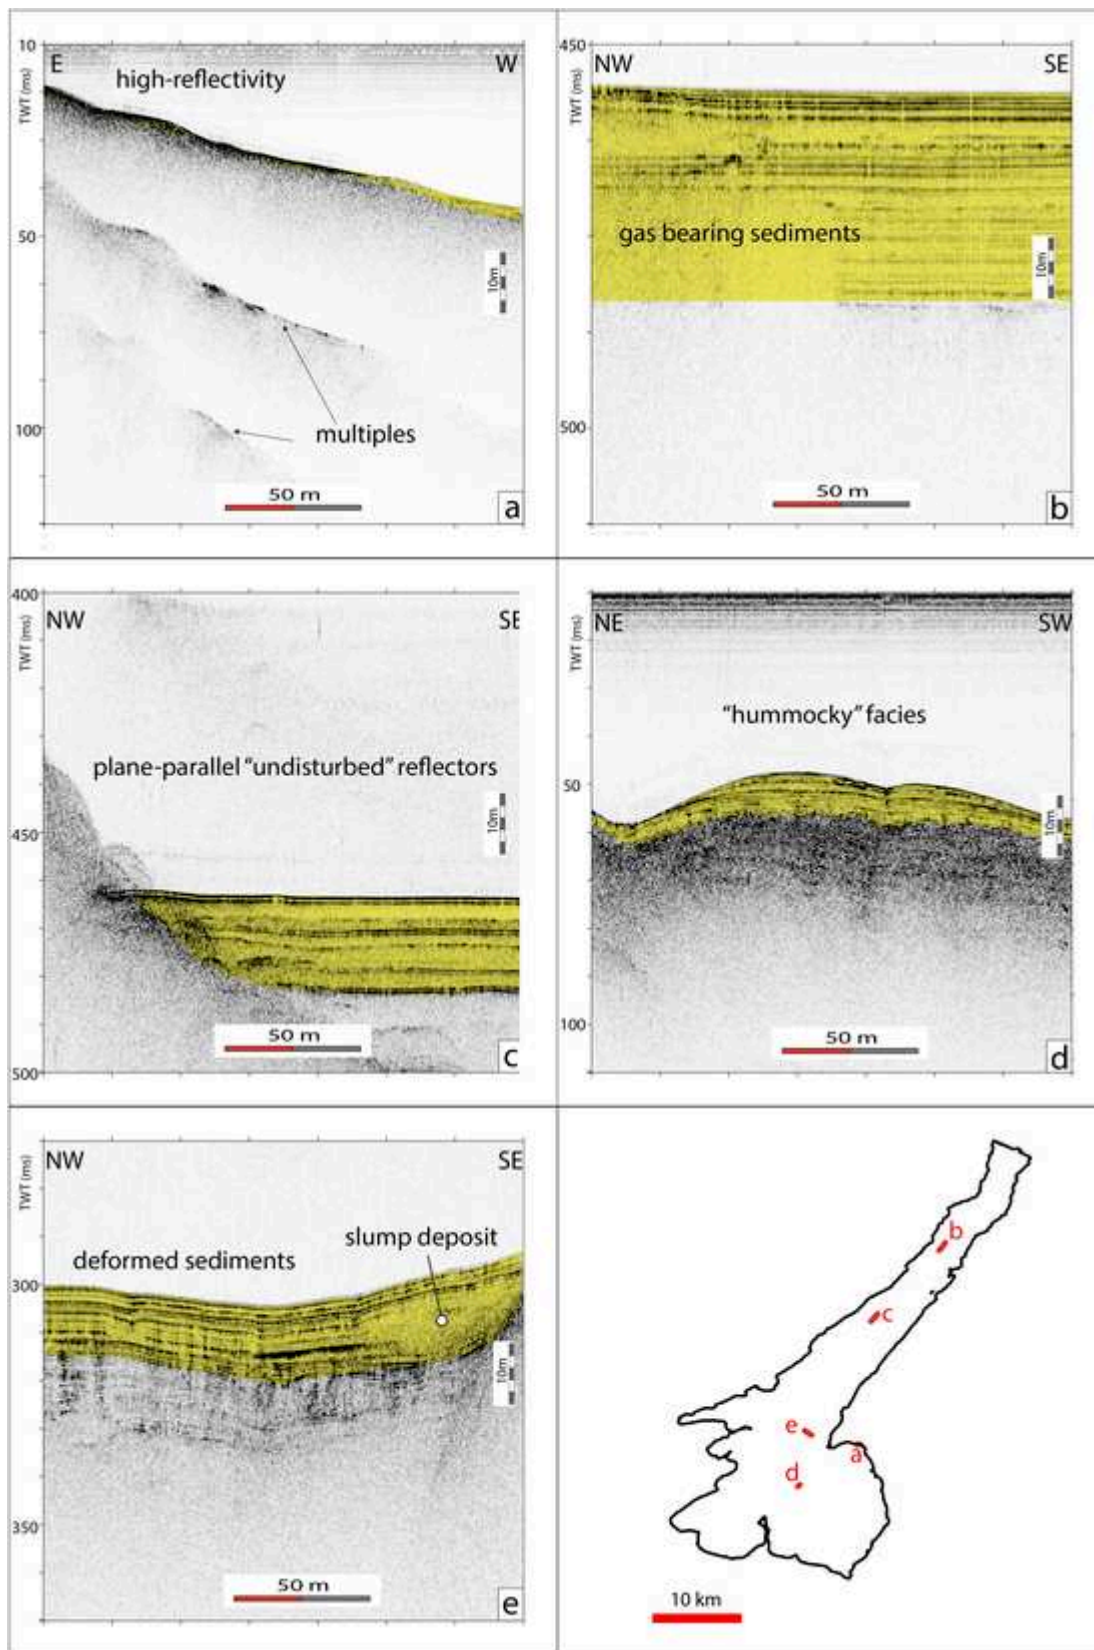 10
E
W
TWT (ms)
high-reflectivity
50
10m
100
multiples
50 m
a
450
NW
SE
TWT (ms)
gas bearing sediments
10m
500
50 m
b
400
NW
SE
TWT (ms)
plane-parallel “undisturbed” reflectors
450
10m
50 m
500
c
NE
SW
TWT (ms)
“hummocky” facies
50
10m
100
50 m
d
NW
SE
TWT (ms)
slump deposit
deformed sediments
300
10m
350
50 m
e
b
c
e
a
d
10 km